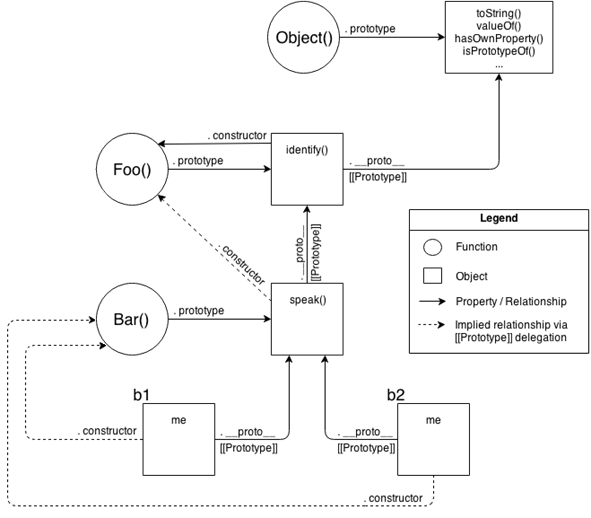 Object()
. prototype
toString()
valueOf()
hasOwnProperty()
isPrototypeOf()
...
. constructor
Foo()
. prototype
identify()
. __proto__
[[Prototype]]
. __proto__
[[Prototype]]
. constructor
Legend
Function
Object
Property / Relationship
Implied relationship via
[[Prototype]] delegation
Bar()
. prototype
speak()
b1
me
. constructor
. __proto__
[[Prototype]]
b2
me
. __proto__
[[Prototype]]
. constructor